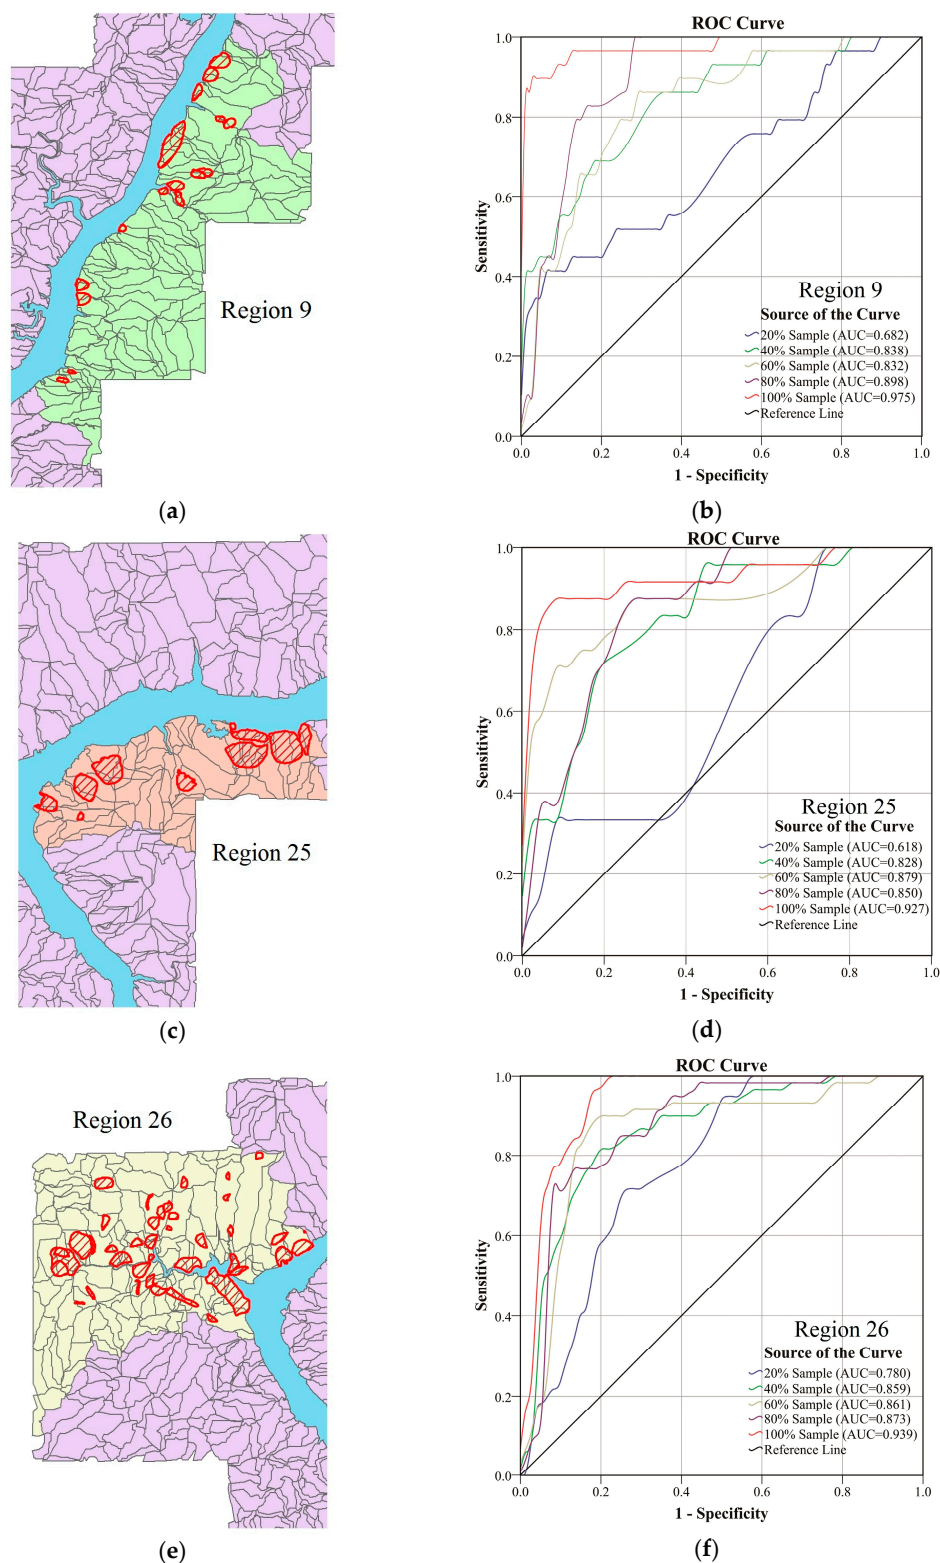 Region 9
(a)
ROC Curve
1.0
0.8
0.6
0.4
0.2
0.0
Sensitivity
Region 9
Source of the Curve
20% Sample (AUC=0.682)
40% Sample (AUC=0.838)
60% Sample (AUC=0.832)
80% Sample (AUC=0.898)
100% Sample (AUC=0.975)
Reference Line
0.0 0.2 0.4 0.6 0.8 1.0
1 - Specificity
(b)
Region 25
(c)
ROC Curve
1.0
0.8
0.6
0.4
0.2
0.0
Sensitivity
Region 25
Source of the Curve
20% Sample (AUC=0.618)
40% Sample (AUC=0.828)
60% Sample (AUC=0.879)
80% Sample (AUC=0.850)
100% Sample (AUC=0.927)
Reference Line
0.0 0.2 0.4 0.6 0.8 1.0
1 - Specificity
(d)
Region 26
(e)
ROC Curve
1.0
0.8
0.6
0.4
0.2
0.0
Sensitivity
Region 26
Source of the Curve
20% Sample (AUC=0.780)
40% Sample (AUC=0.859)
60% Sample (AUC=0.861)
80% Sample (AUC=0.873)
100% Sample (AUC=0.939)
Reference Line
0.0 0.2 0.4 0.6 0.8 1.0
1 - Specificity
(f)